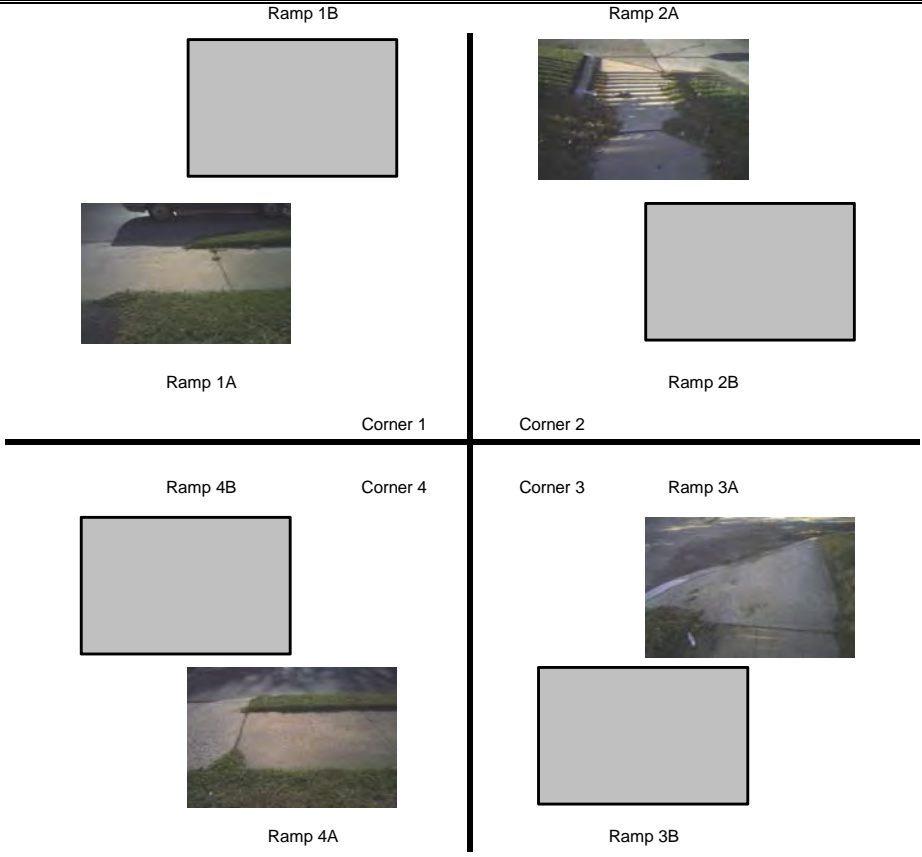 Ramp 1B Ramp 2A
Ramp 1A Ramp 2B
Corner 1 Corner 2
Ramp 4B Corner 4 Corner 3 Ramp 3A
Ramp 4A Ramp 3B